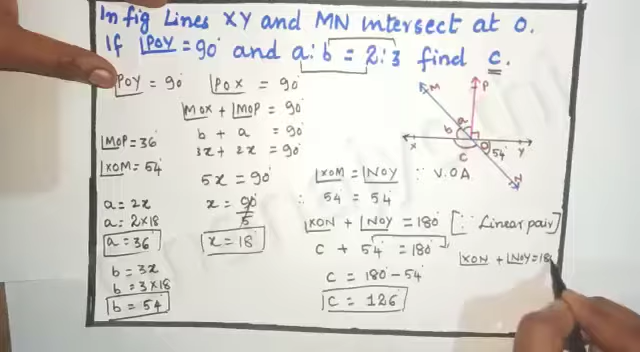 In fig Lines XY and MN intersect at O.
If ∠POY = 90° and a:b = 2:3 find C.
∠POY = 90°
∠POX = 90°
∠MOX + ∠MOP = 90°
b + a = 90°
3x + 2x = 90°
5x = 90°
x = 90/5
x = 18
∠MOP = 36°
∠XOM = 54°
a = 2x
a = 2×18
a = 36°
b = 3x
b = 3×18
b = 54°
M
P
a
b
X
O
54°
Y
C
N
∠XOM = ∠NOY ∵ V.O.A
∴ 54° = 54°
∠XON + ∠NOY = 180° [∵ Linear pair]
C + 54° = 180°
C = 180° - 54°
C = 126°
∠XON + ∠NOY = 18